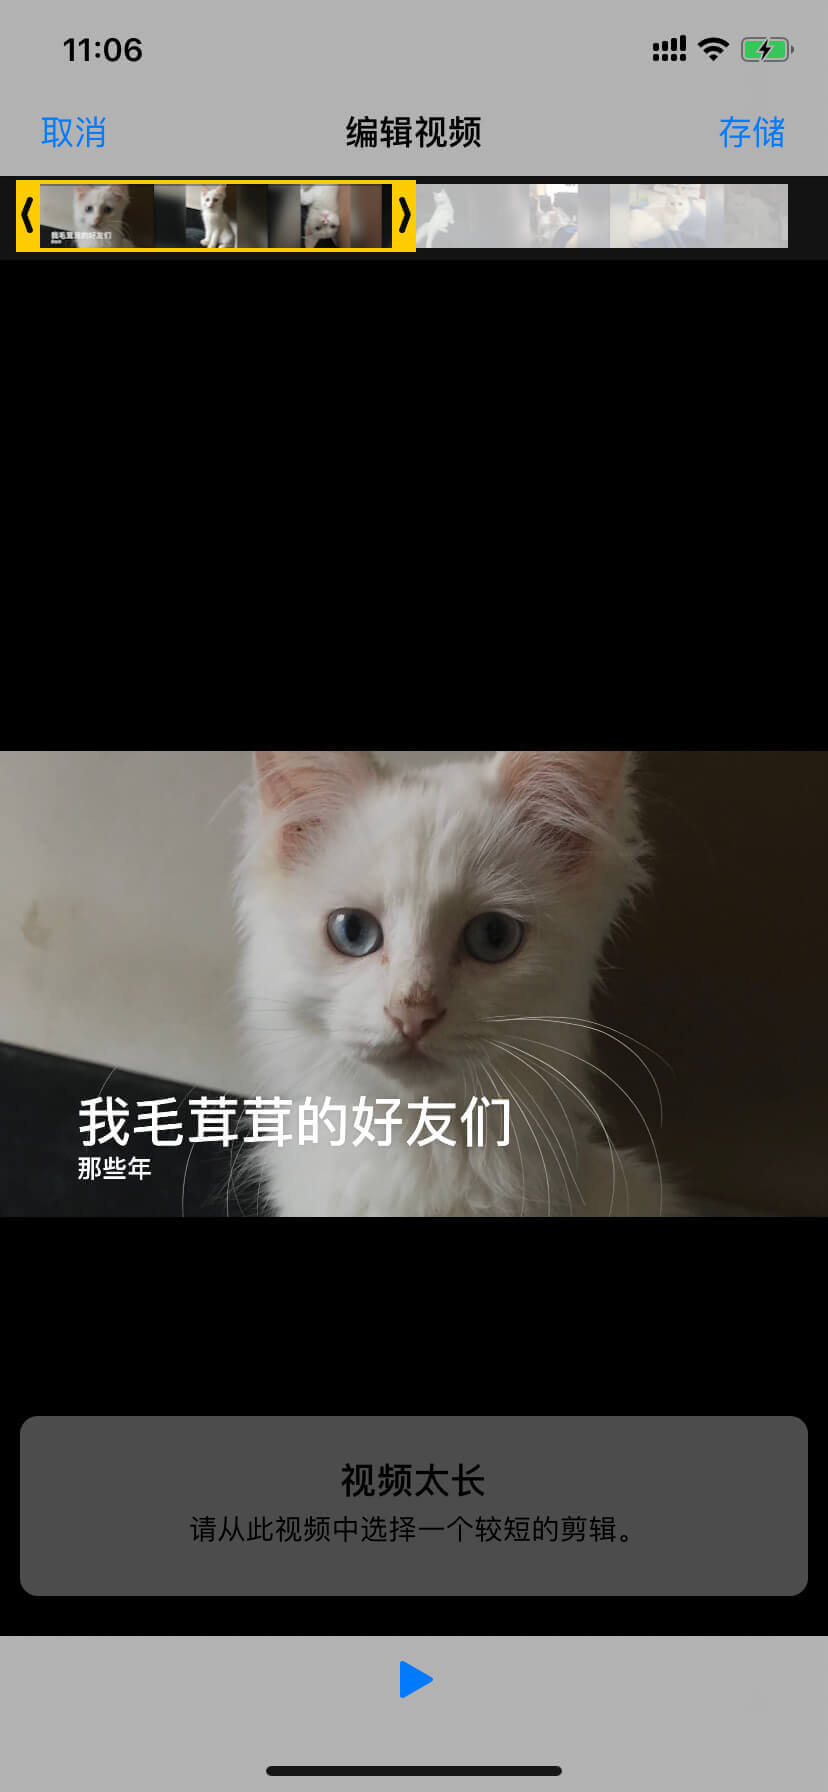 11:06
取消 编辑视频 存储
我毛茸茸的好友们
我毛茸茸的好友们
那些年
视频太长
请从此视频中选择一个较短的剪辑。